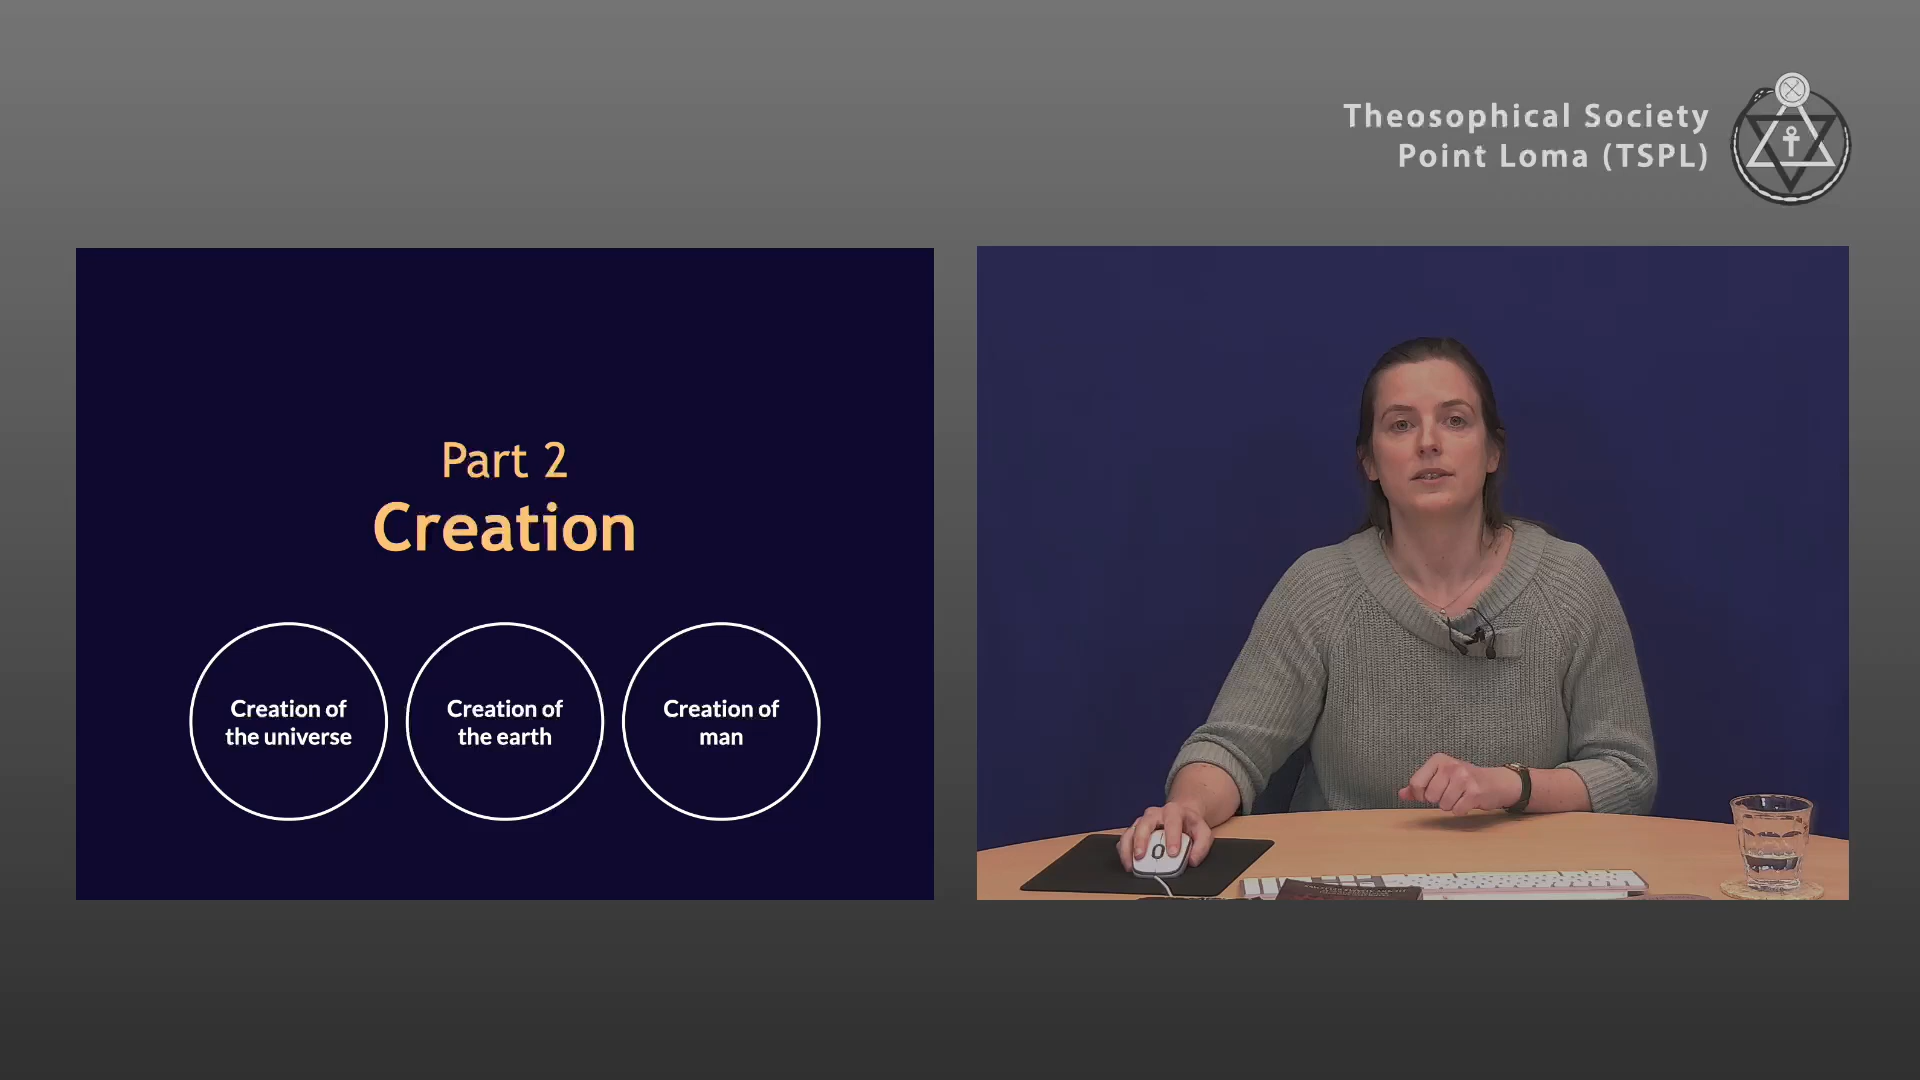 Theosophical Society
Point Loma (TSPL)
Part 2
Creation
Creation of
the universe
Creation of
the earth
Creation of
man